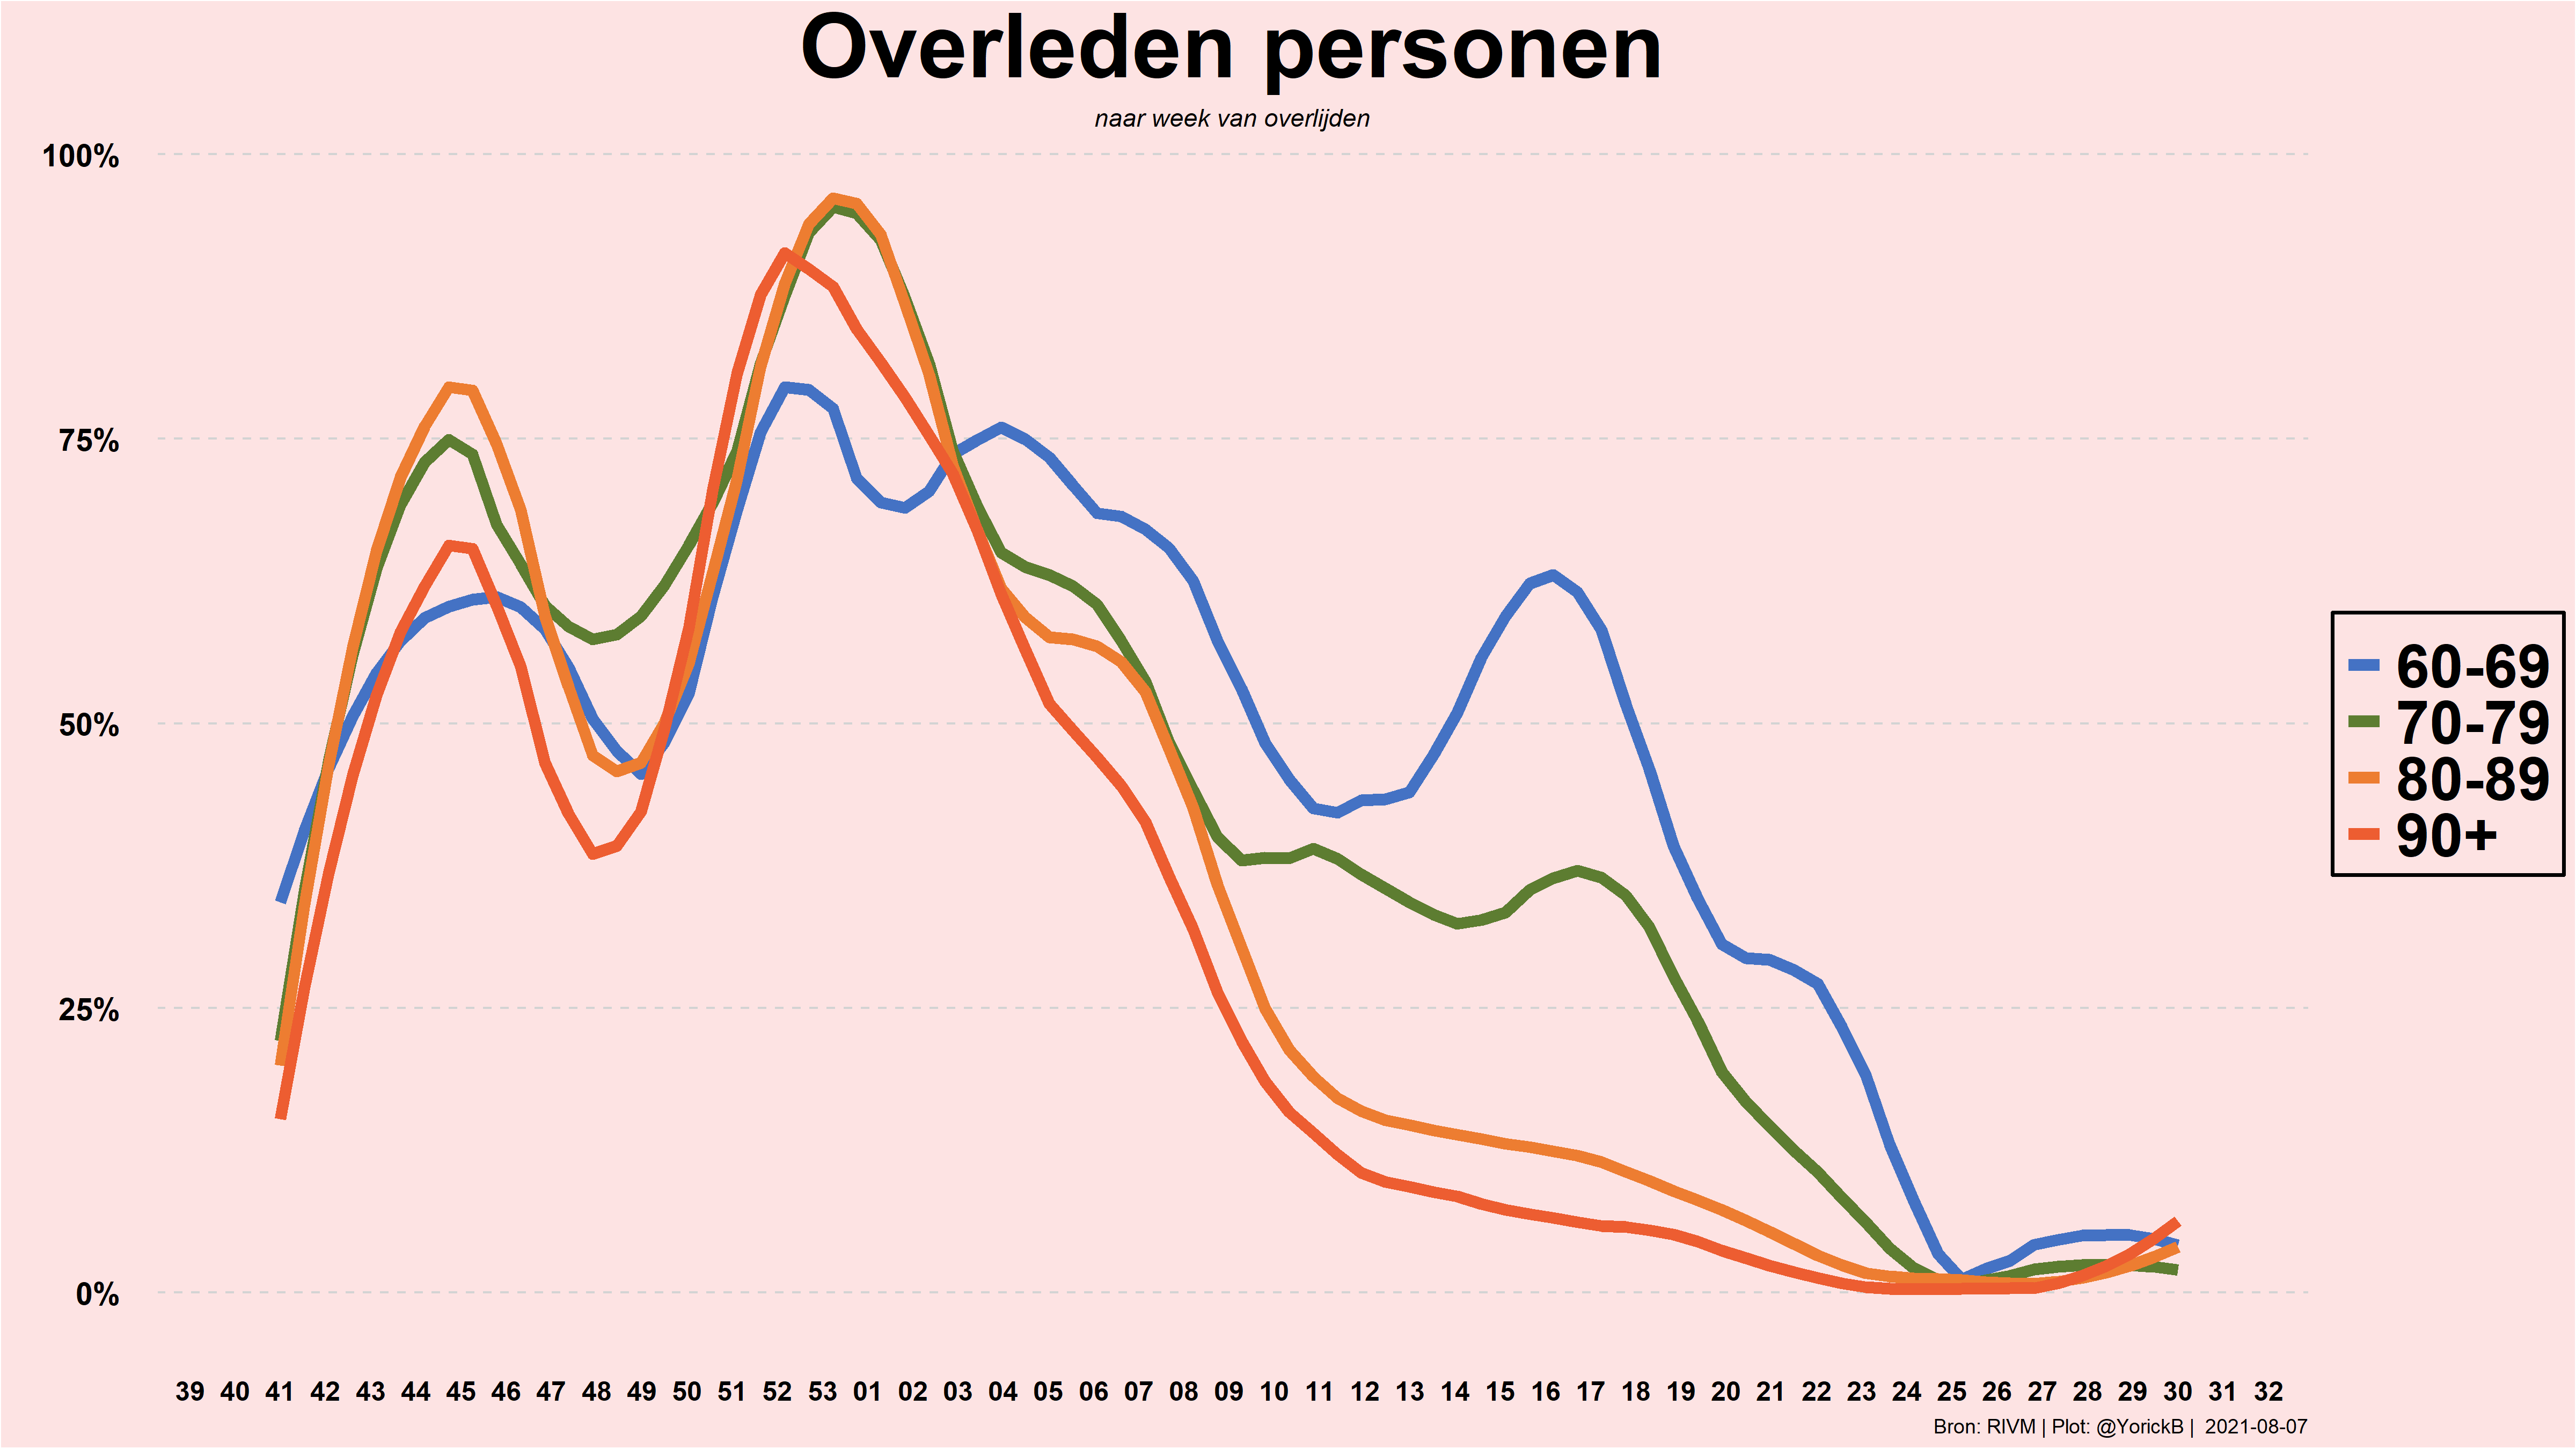 Overleden personen
naar week van overlijden
100%
75%
50%
25%
0%
60-69
70-79
80-89
90+
39 40 41 42 43 44 45 46 47 48 49 50 51 52 53 01 02 03 04 05 06 07 08 09 10 11 12 13 14 15 16 17 18 19 20 21 22 23 24 25 26 27 28 29 30 31 32
Bron: RIVM | Plot: @YorickB | 2021-08-07